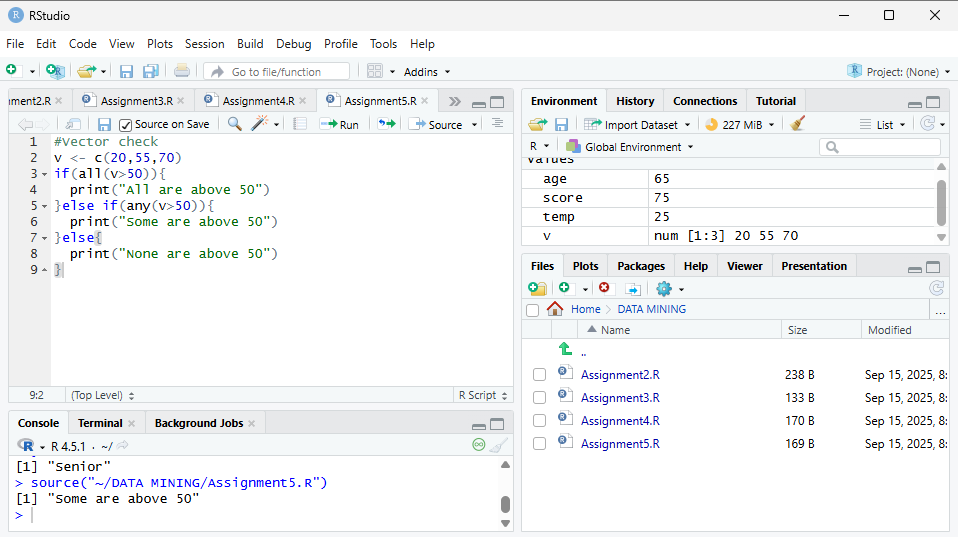 RStudio
File Edit Code View Plots Session Build Debug Profile Tools Help
Go to file/function Addins Project: (None)
ment2.R Assignment3.R Assignment4.R Assignment5.R
Source on Save Run Source
1 #vector check
2 v <- c(20,55,70)
3 if(all(v>50)){
4 print("All are above 50")
5 }else if(any(v>50)){
6 print("Some are above 50")
7 }else{
8 print("None are above 50")
9 }
9:2 (Top Level) R Script
Console Terminal Background Jobs
R 4.5.1 . ~/
[1] "Senior"
> source("~/DATA MINING/Assignment5.R")
[1] "Some are above 50"
>
Environment History Connections Tutorial
Import Dataset 227 MiB List
R Global Environment
Values
age 65
score 75
temp 25
v num [1:3] 20 55 70
Files Plots Packages Help Viewer Presentation
Home DATA MINING ...
Name Size Modified
..
Assignment2.R 238 B Sep 15, 2025, 8:
Assignment3.R 133 B Sep 15, 2025, 8:
Assignment4.R 170 B Sep 15, 2025, 8:
Assignment5.R 169 B Sep 15, 2025, 8: